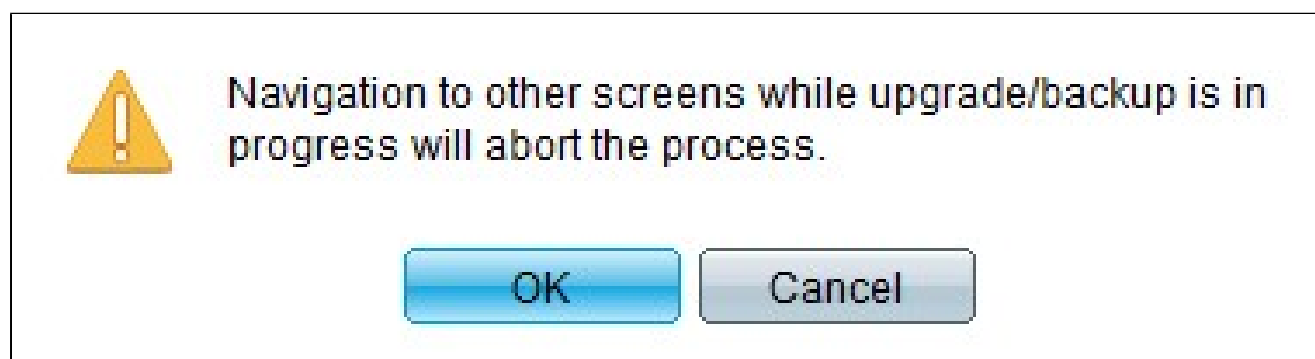 Navigation to other screens while upgrade/backup is in
progress will abort the process.
OK
Cancel